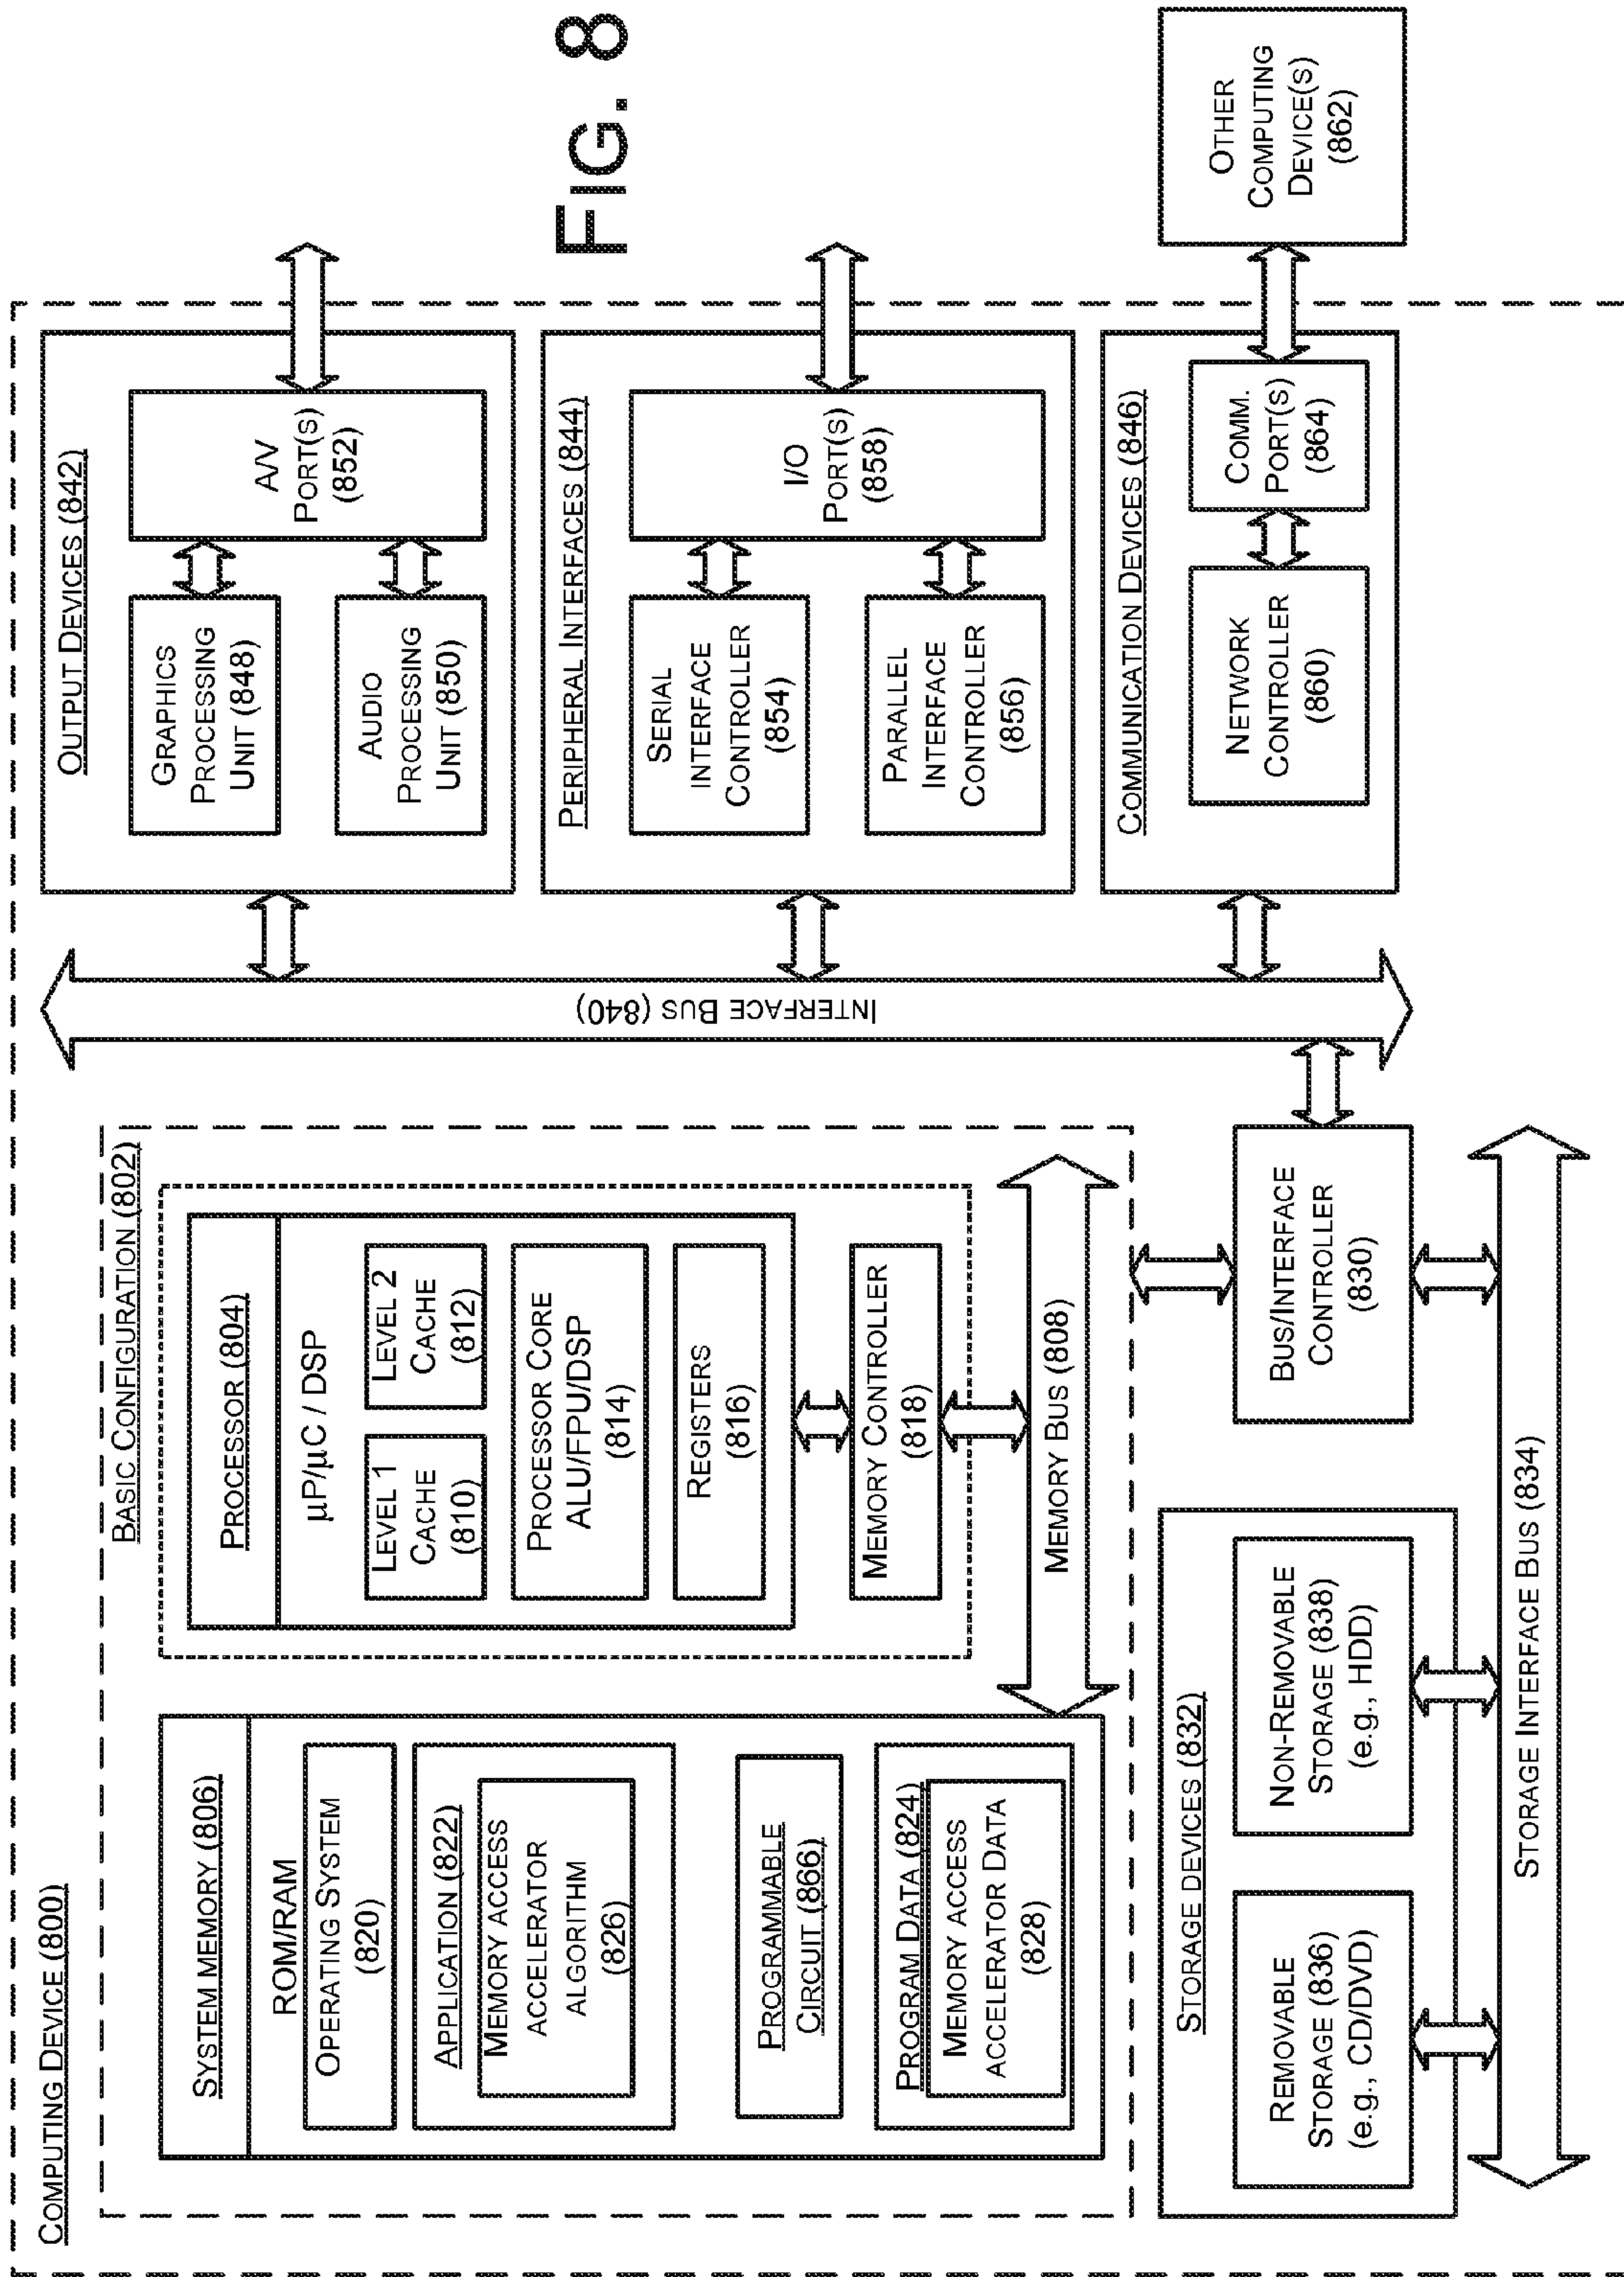 COMPUTING DEVICE (800)
BASIC CONFIGURATION (802)
SYSTEM MEMORY (806)
ROM/RAM
OPERATING SYSTEM
(820)
APPLICATION (822)
MEMORY ACCESS
ACCELERATOR
ALGORITHM
(826)
PROGRAMMABLE
CIRCUIT (866)
PROGRAM DATA (824)
MEMORY ACCESS
ACCELERATOR DATA
(828)
PROCESSOR (804)
µP/µC / DSP
LEVEL 1
CACHE
(810)
LEVEL 2
CACHE
(812)
PROCESSOR CORE
ALU/FPU/DSP
(814)
REGISTERS
(816)
MEMORY CONTROLLER
(818)
MEMORY BUS (808)
STORAGE DEVICES (832)
REMOVABLE
STORAGE (836)
(e.g., CD/DVD)
NON-REMOVABLE
STORAGE (838)
(e.g., HDD)
BUS/INTERFACE
CONTROLLER
(830)
STORAGE INTERFACE BUS (834)
INTERFACE BUS (840)
OUTPUT DEVICES (842)
GRAPHICS
PROCESSING
UNIT (848)
AUDIO
PROCESSING
UNIT (850)
A/V
PORT(S)
(852)
PERIPHERAL INTERFACES (844)
SERIAL
INTERFACE
CONTROLLER
(854)
PARALLEL
INTERFACE
CONTROLLER
(856)
I/O
PORT(S)
(858)
COMMUNICATION DEVICES (846)
NETWORK
CONTROLLER
(860)
COMM.
PORT(S)
(864)
OTHER
COMPUTING
DEVICE(S)
(862)
FIG. 8